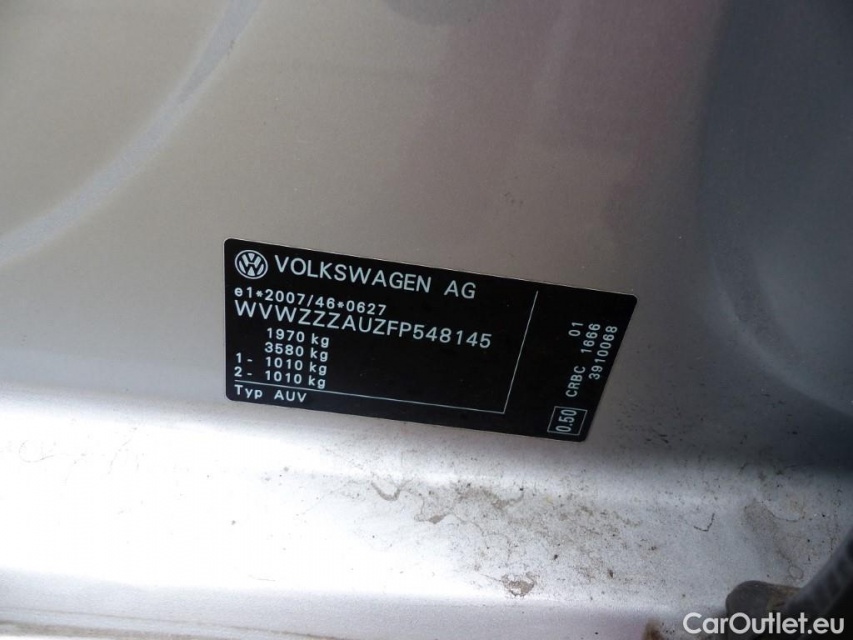 VOLKSWAGEN AG
e1*2007/46*0627
WVWZZZAUZFP548145
1970 kg
3580 kg
1- 1010 kg
2- 1010 kg
Typ AUV
01
CRBC 1666
3910068
0.50
CarOutlet.eu